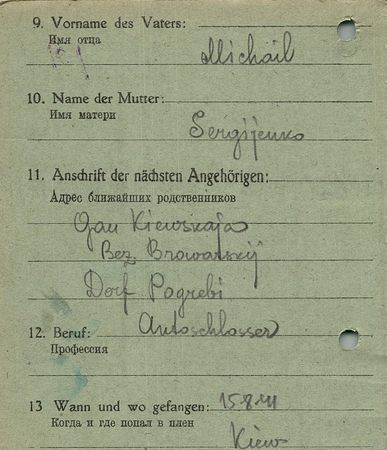 9. Vorname des Vaters:
Имя отца
Michail
10. Name der Mutter:
Имя матери
Sergijenko
11. Anschrift der nächsten Angehörigen:
Адрес ближайших родственников
Gau Kiewskaja
Bez. Browarskij
Dorf Pogrebi
Autoschlosser
12. Beruf:
Профессия
13 Wann und wo gefangen: 15.8.41
Когда и где попал в плен
Kiew